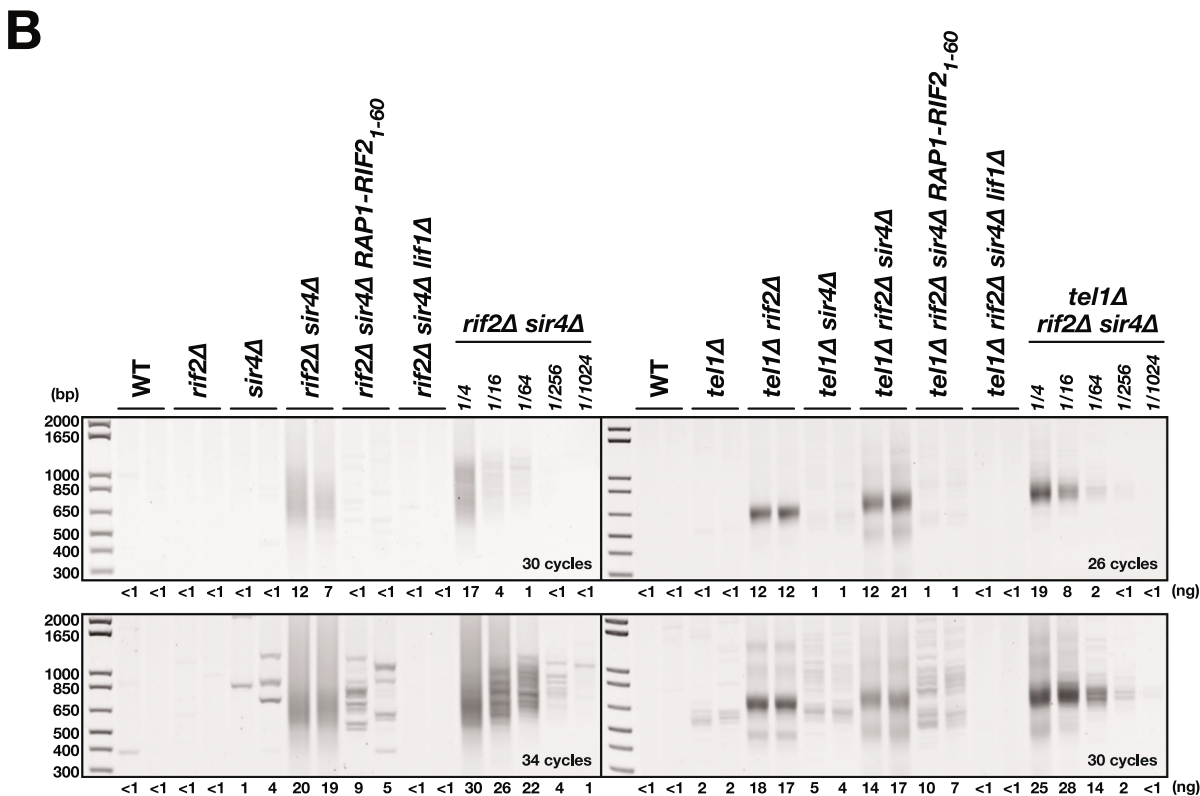 B
WT
rif2Δ
sir4Δ
rif2Δ sir4Δ
rif2Δ sir4Δ RAP1-RIF2 1-60
rif2Δ sir4Δ lif1Δ
rif2Δ sir4Δ
1/4 1/16 1/64 1/256 1/1024
WT
tel1Δ
tel1Δ rif2Δ
tel1Δ sir4Δ
tel1Δ rif2Δ sir4Δ
tel1Δ rif2Δ sir4Δ RAP1-RIF2 1-60
tel1Δ rif2Δ sir4Δ lif1Δ
tel1Δ
rif2Δ sir4Δ
1/4 1/16 1/64 1/256 1/1024
(bp)
2000
1650
1000
850
650
500
400
300
30 cycles
26 cycles
<1 <1 <1 <1 <1 <1 12 7 <1 <1 <1 <1 17 4 1 <1 <1 <1 <1 <1 <1 12 12 1 1 12 21 1 1 <1 <1 19 8 2 <1 <1 (ng)
2000
1650
1000
850
650
500
400
300
34 cycles
30 cycles
<1 <1 <1 <1 1 4 20 19 9 5 <1 <1 30 26 22 4 1 <1 <1 2 2 18 17 5 4 14 17 10 7 <1 <1 25 28 14 2 <1 (ng)